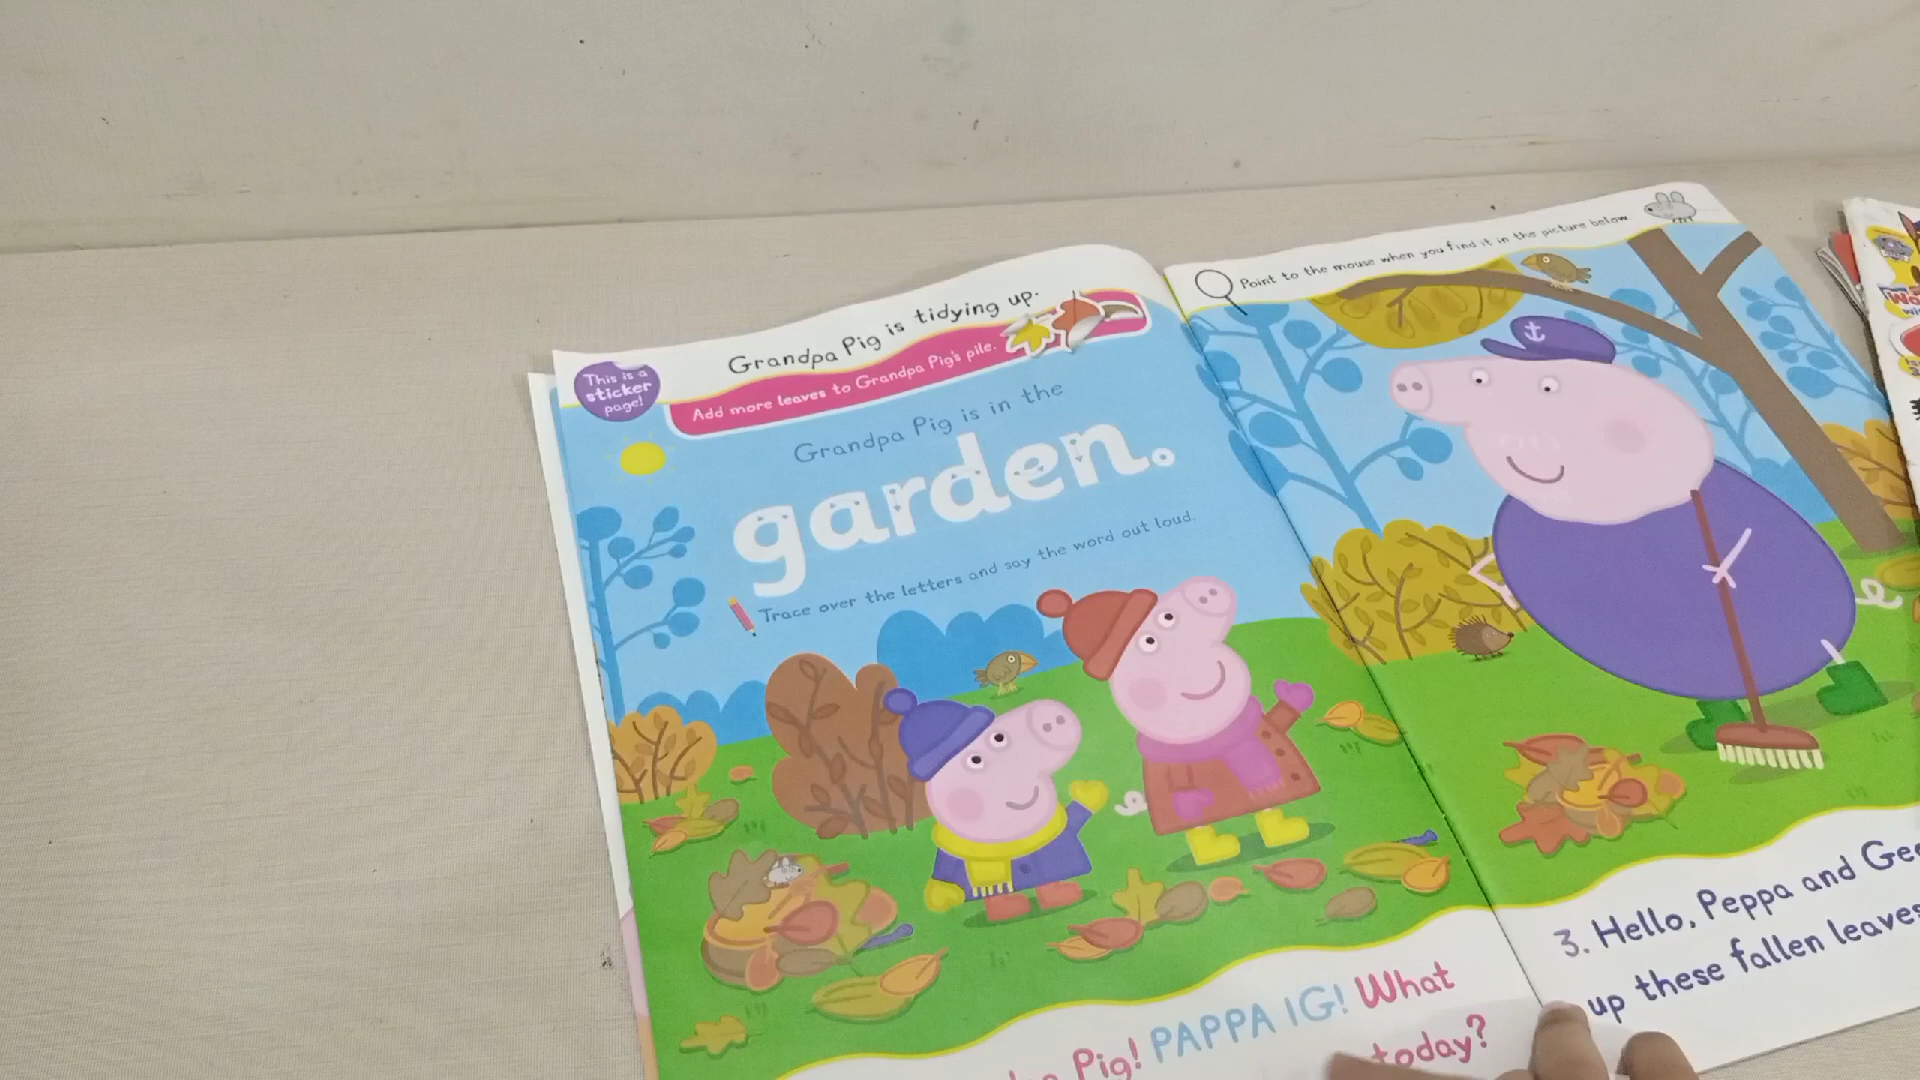 Grandpa Pig is tidying up.
This is a
sticker
page!
Add more leaves to Grandpa Pig's pile.
Grandpa Pig is in the
garden.
Trace over the letters and say the word out loud.
Pig! PAPPA IG! What
today?
Point to the mouse when you find it in the picture below.
3. Hello, Peppa and
up these fallen leaves